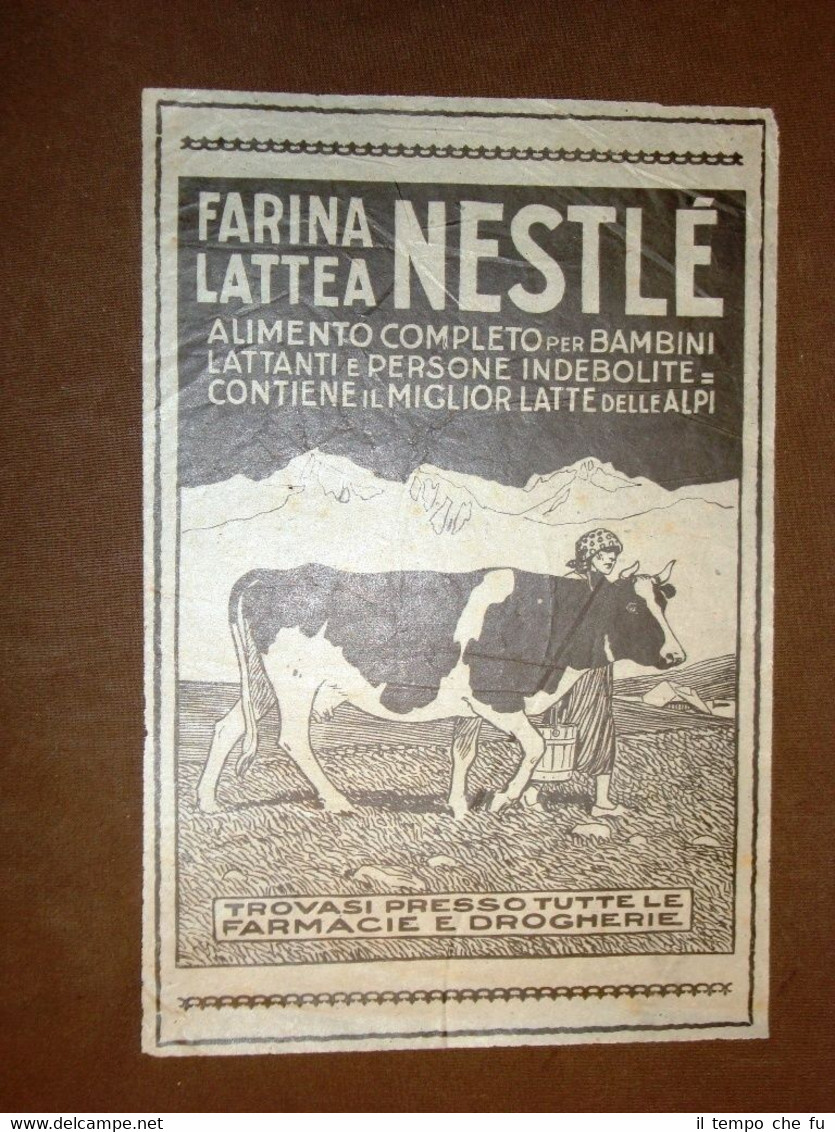 FARINA LATTEA NESTLÉ
ALIMENTO COMPLETO PER BAMBINI
LATTANTI E PERSONE INDEBOLITE =
CONTIENE IL MIGLIOR LATTE DELLE ALPI
TROVASI PRESSO TUTTE LE
FARMACIE E DROGHERIE
www.delcampe.net
il tempo che fu